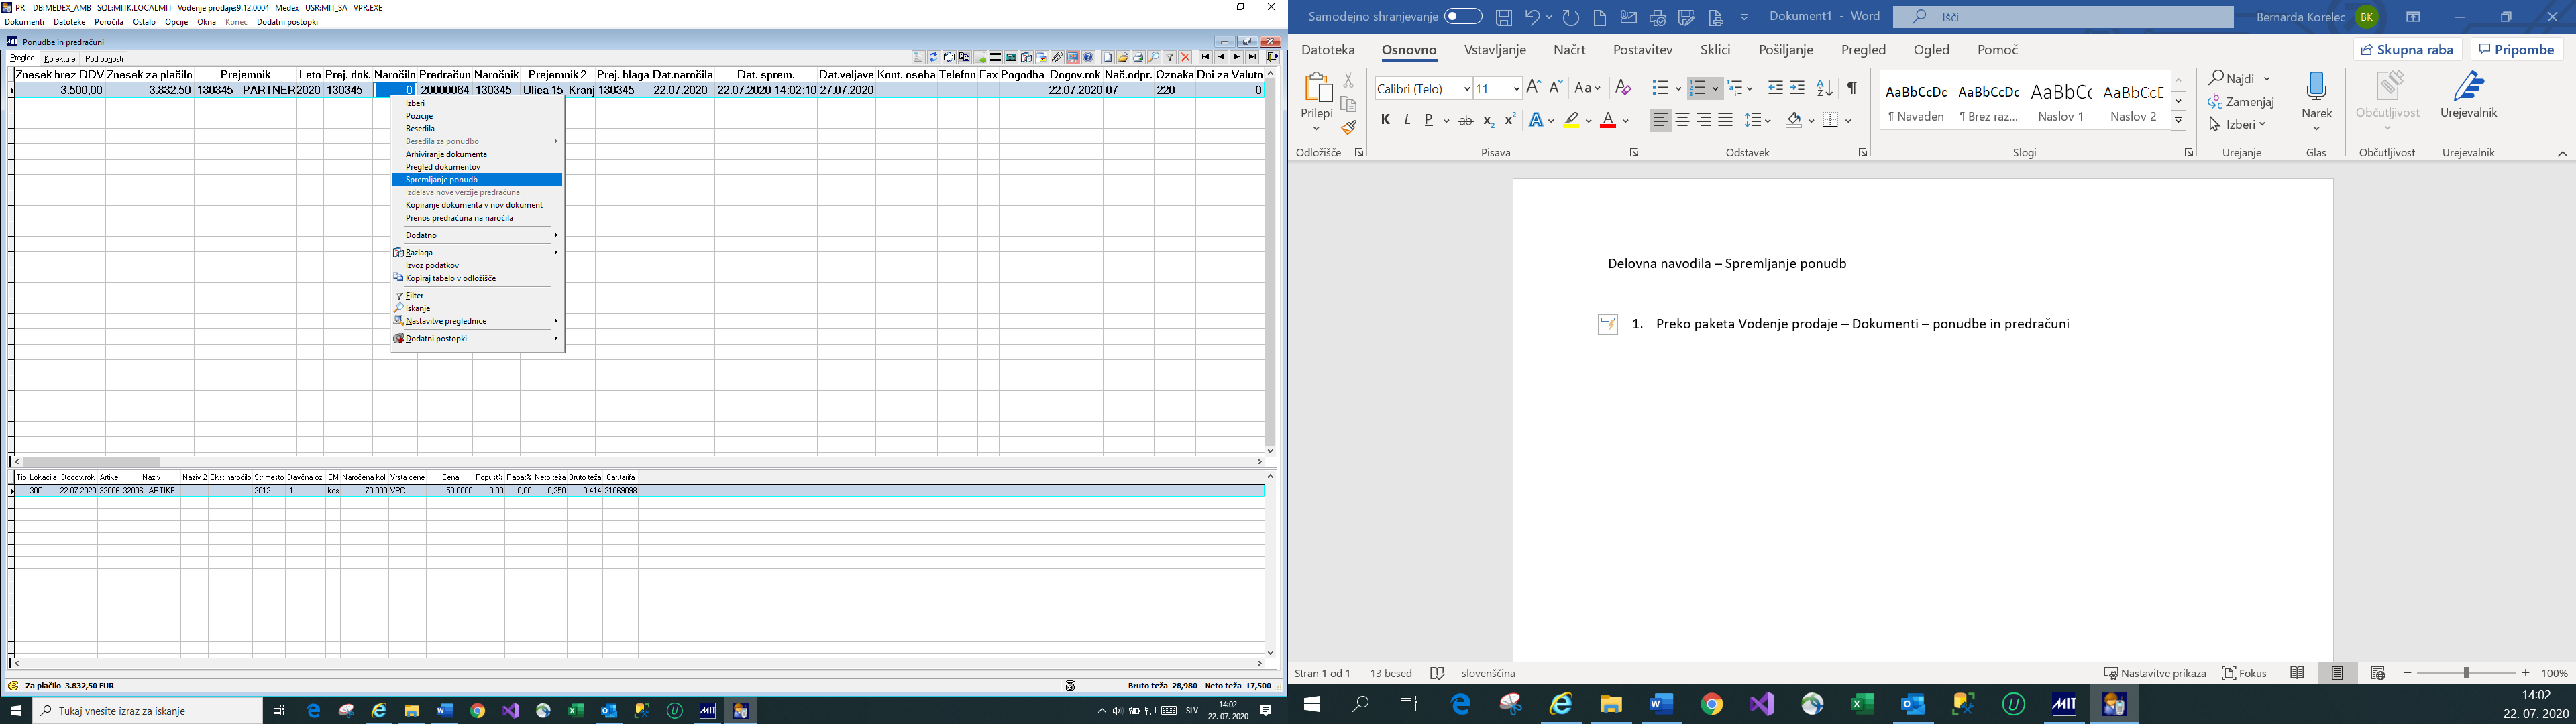 PR DB:MEDEX_AMB SQL:MITK.LOCALMIT Vodenje prodaje:9.12.0004 Medex USR:MIT_SA VPR.EXE
Dokumenti Datoteke Poročila Ostalo Opcije Okna Konec Dodatni postopki
MIT Ponudbe in predračuni
Pregled Korekture Podrobnosti
Znesek brez DDV Znesek za plačilo Prejemnik Leto Prej. dok. Naročilo Predračun Naročnik Prejemnik 2 Prej. blaga Dat.naročila Dat. sprem. Dat.veljave Kont. oseba Telefon Fax Pogodba Dogov.rok Nač.odpr. Oznaka Dni za Valuto
3.500,00 3.832,50 130345 - PARTNER 2020 130345 0 20000064 130345 Ulica 15 Kranj 130345 22.07.2020 22.07.2020 14:02:10 27.07.2020 22.07.2020 07 220 0
Izberi
Pozicije
Besedila
Besedila za ponudbo
Arhiviranje dokumenta
Pregled dokumentov
Spremljanje ponudb
Izdelava nove verzije predračuna
Kopiranje dokumenta v nov dokument
Prenos predračuna na naročila
Dodatno
Razlaga
Izvoz podatkov
Kopiraj tabelo v odložišče
Filter
Iskanje
Nastavitve preglednice
Dodatni postopki
Tip Lokacija Dogov.rok Artikel Naziv Naziv 2 Ekst.naročilo Str.mesto Davčna oz. EM Naročena kol. Vrsta cene Cena Popust% Rabat% Neto teža Bruto teža Car.tarifa
300 22.07.2020 32006 32006 - ARTIKEL 2012 I1 kos 70,000 VPC 50,0000 0,00 0,00 0,250 0,414 21069098
Za plačilo 3.832,50 EUR Bruto teža 28,980 Neto teža 17,500
Tukaj vnesite izraz za iskanje
MIT
SLV
14:02
22. 07. 2020
Samodejno shranjevanje Dokument1 - Word Išči Bernarda Korelec BK
Datoteka Osnovno Vstavljanje Načrt Postavitev Sklici Pošiljanje Pregled Ogled Pomoč Skupna raba Pripombe
Prilepi
Calibri (Telo) 11 A A Aa A
K L P ab x₂ x² A A
AaBbCcDc AaBbCcDc AaBbCc AaBbCcD
¶ Navaden ¶ Brez raz... Naslov 1 Naslov 2
Najdi
Zamenjaj
Izberi
Narek
Občutljivost
Urejevalnik
Odložišče Pisava Odstavek Slogi Urejanje Glas Občutljivost Urejevalnik
Delovna navodila – Spremljanje ponudb
1. Preko paketa Vodenje prodaje – Dokumenti – ponudbe in predračuni
Stran 1 od 1 13 besed slovenščina Nastavitve prikaza Fokus 100%
MIT
14:02
22. 07. 2020